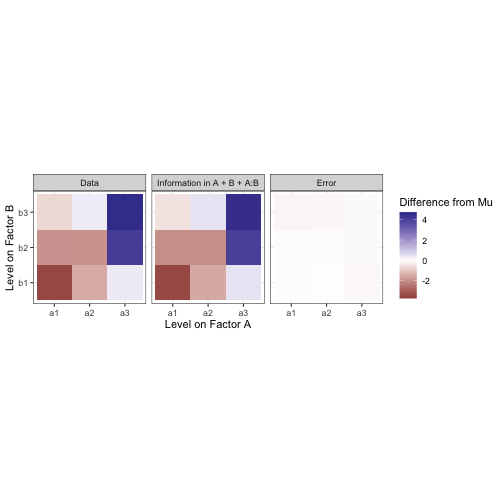 Data
Information in A + B + A:B
Error
Level on Factor B
b3
b2
b1
a1 a2 a3
a1 a2 a3
a1 a2 a3
Level on Factor A
Difference from Mu
4
2
0
-2